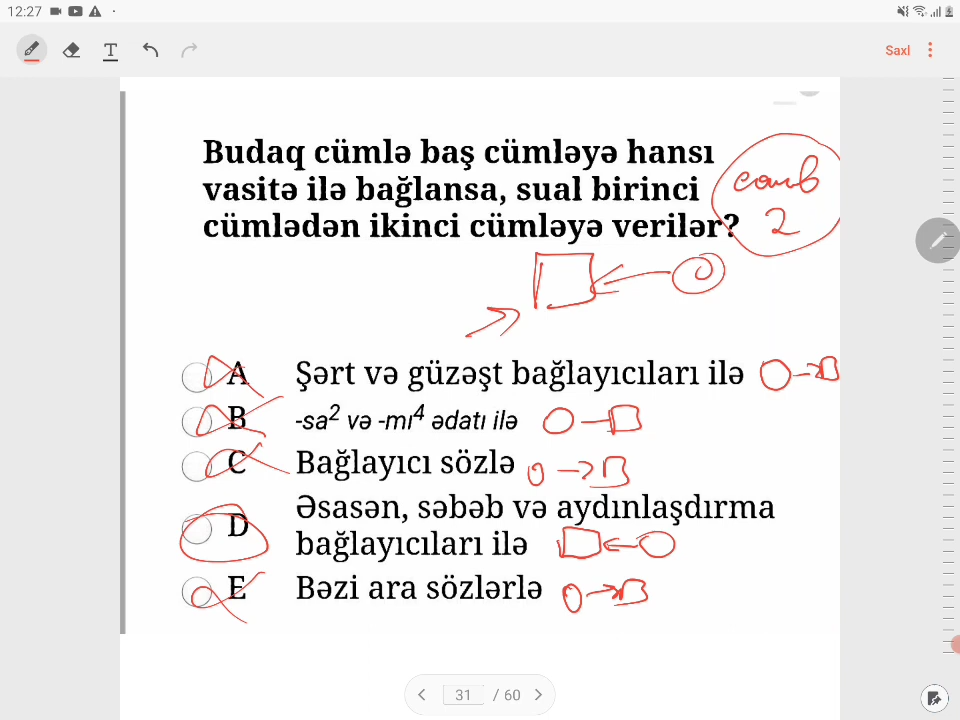 12:27
T
Saxl
Budaq cümlə baş cümləyə hansı
vasitə ilə bağlansa, sual birinci
cümlədən ikinci cümləyə verilər?
cavab
2
A Şərt və güzəşt bağlayıcıları ilə
B -sa² və -mı⁴ ədatı ilə
C Bağlayıcı sözlə
D Əsasən, səbəb və aydınlaşdırma
bağlayıcıları ilə
E Bəzi ara sözlərlə
31 / 60